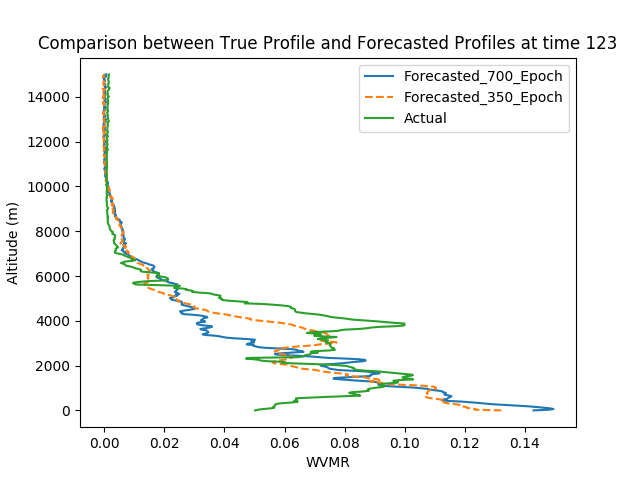 Comparison between True Profile and Forecasted Profiles at time 123
Forecasted_700_Epoch
Forecasted_350_Epoch
Actual
Altitude (m)
14000
12000
10000
8000
6000
4000
2000
0
0.00 0.02 0.04 0.06 0.08 0.10 0.12 0.14
WVMR